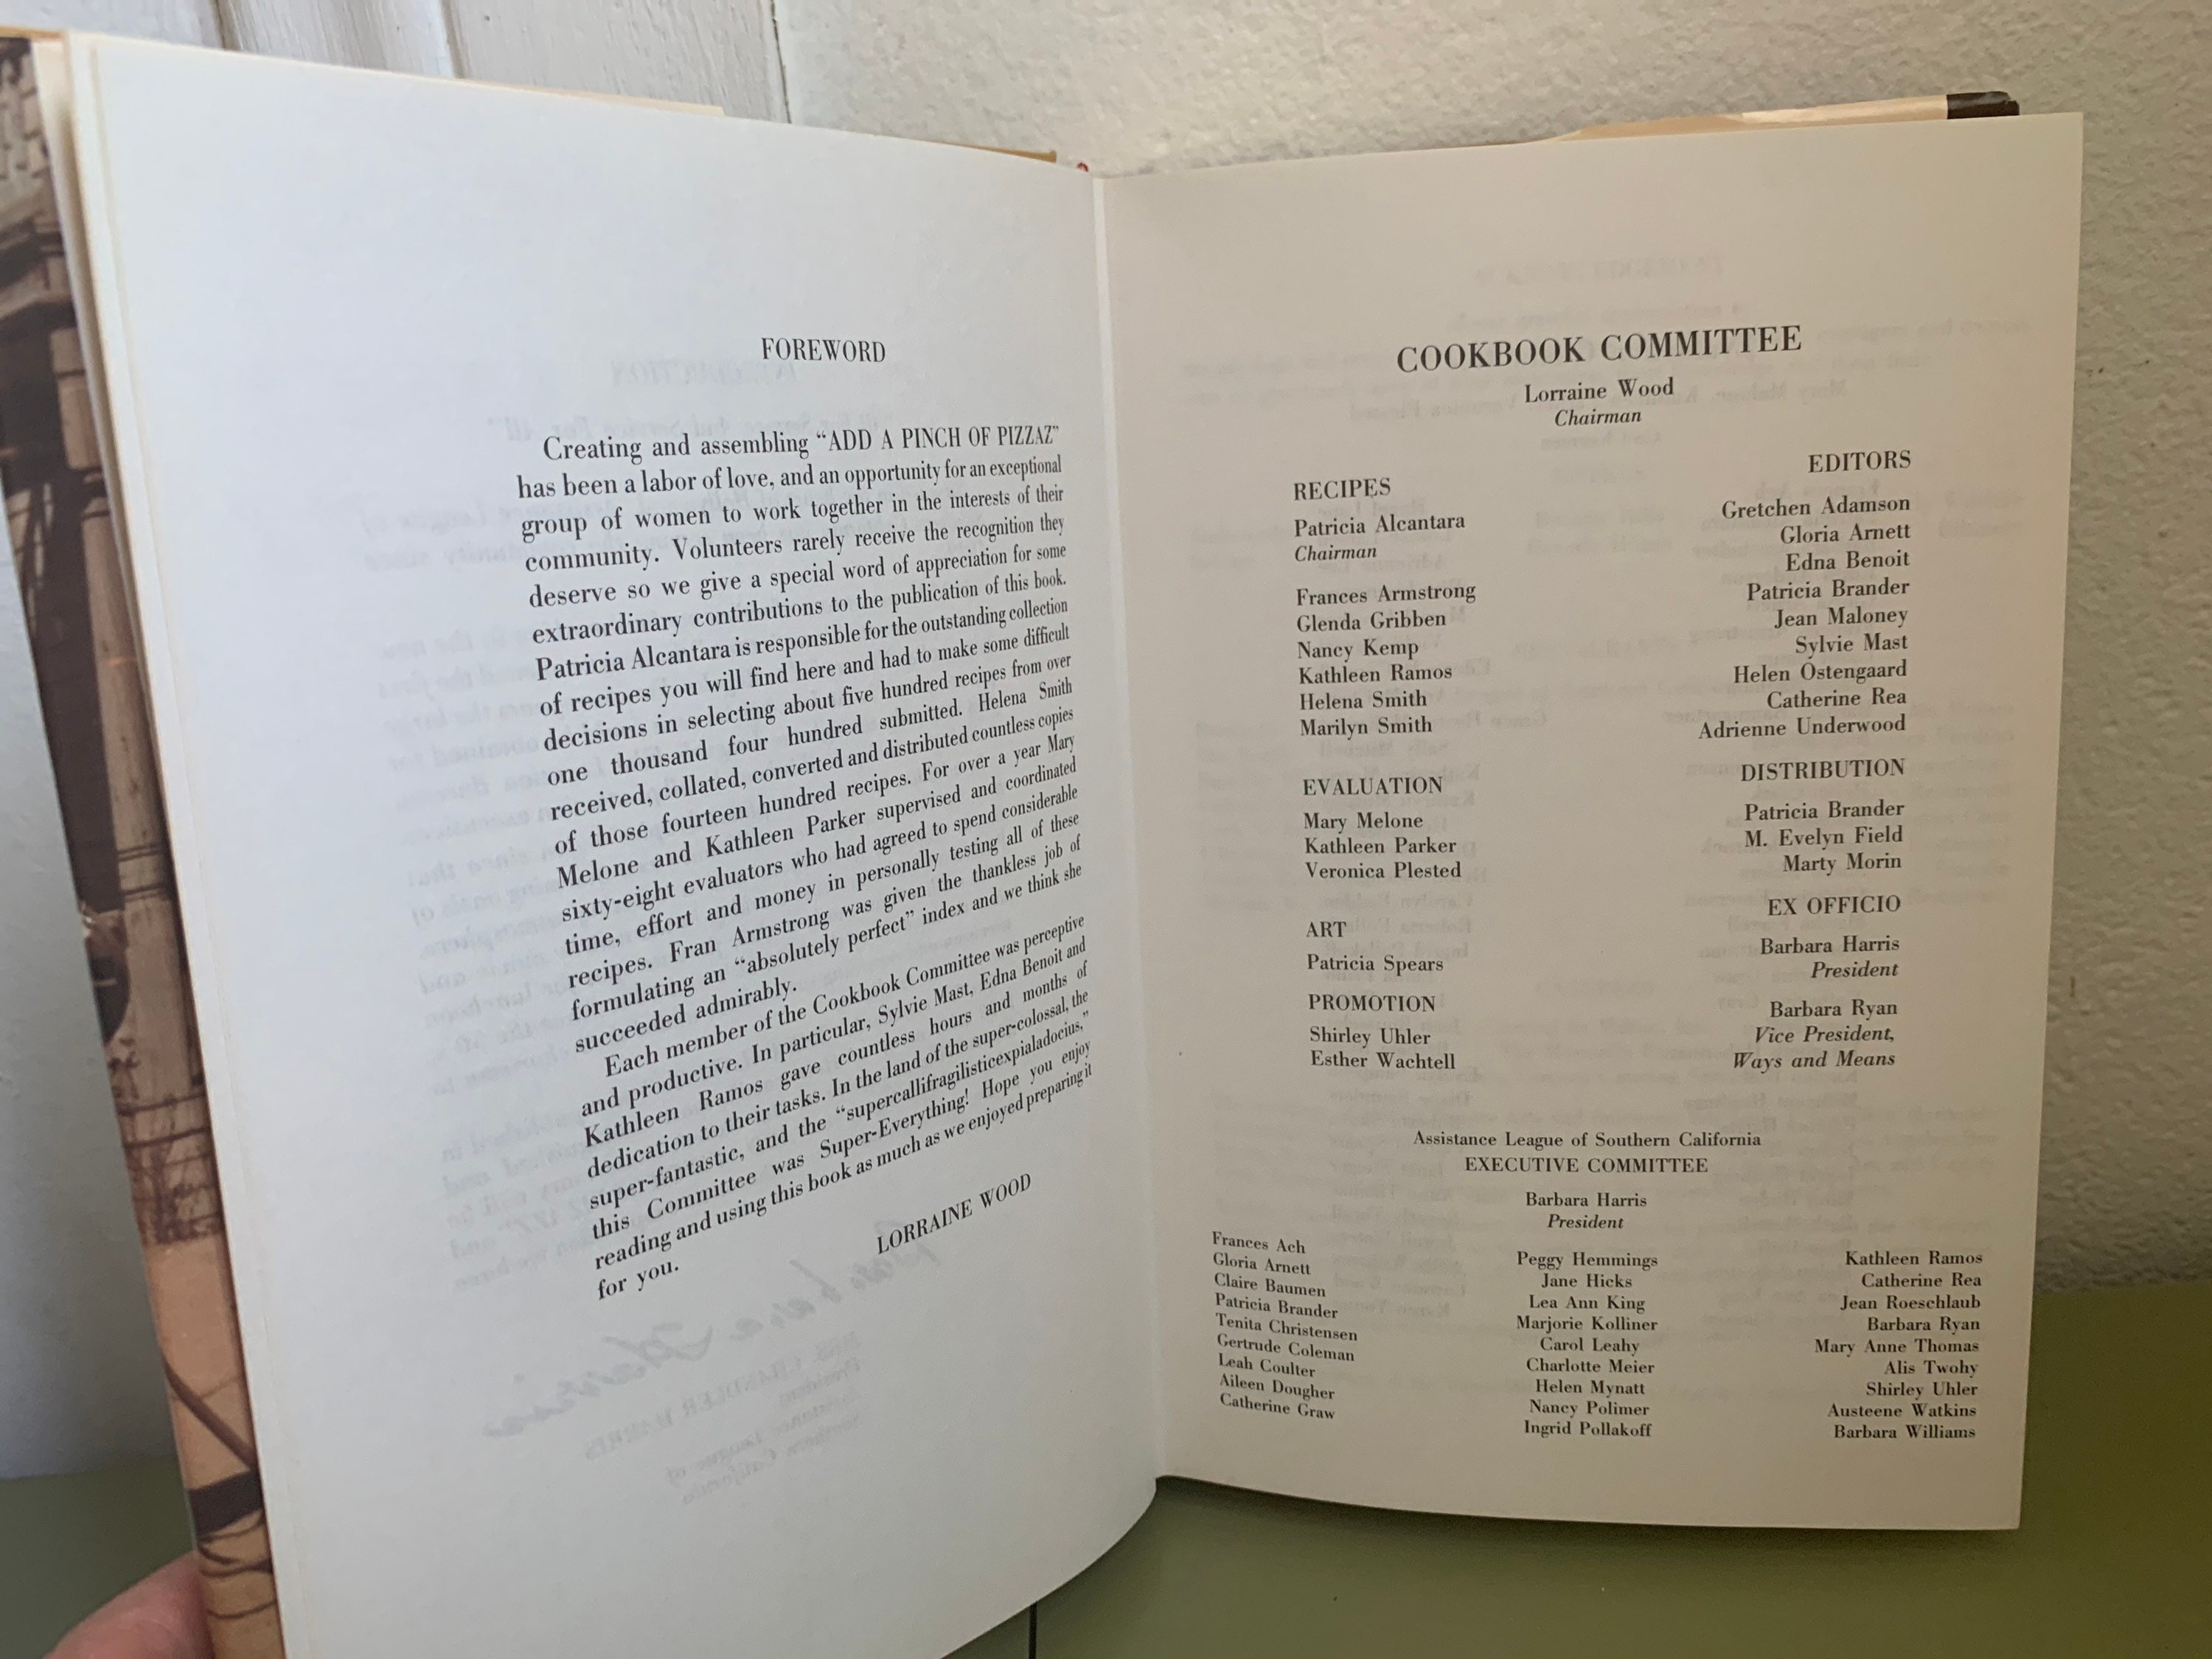 FOREWORD
Creating and assembling “ADD A PINCH OF PIZZAZ”
has been a labor of love, and an opportunity for an exceptional
group of women to work together in the interests of their
community. Volunteers rarely receive the recognition they
deserve so we give a special word of appreciation for some
extraordinary contributions to the publication of this book.
Patricia Alcantara is responsible for the outstanding collection
of recipes you will find here and had to make some difficult
decisions in selecting about five hundred recipes from over
one thousand four hundred submitted. Helena Smith
received, collated, converted and distributed countless copies
of those fourteen hundred recipes. For over a year Mary
Melone and Kathleen Parker supervised and coordinated
sixty-eight evaluators who had agreed to spend considerable
time, effort and money in personally testing all of these
recipes. Fran Armstrong was given the thankless job of
formulating an “absolutely perfect” index and we think she
succeeded admirably.
Each member of the Cookbook Committee was perceptive
and productive. In particular, Sylvie Mast, Edna Benoit and
Kathleen Ramos gave countless hours and months of
dedication to their tasks. In the land of the super-colossal, the
super-fantastic, and the “supercallifragilisticexpialadocius,”
this Committee was Super-Everything! Hope you enjoy
reading and using this book as much as we enjoyed preparing it
for you.
LORRAINE WOOD
COOKBOOK COMMITTEE
Lorraine Wood
Chairman
RECIPES
Patricia Alcantara
Chairman
Frances Armstrong
Glenda Gribben
Nancy Kemp
Kathleen Ramos
Helena Smith
Marilyn Smith
EVALUATION
Mary Melone
Kathleen Parker
Veronica Plested
ART
Patricia Spears
PROMOTION
Shirley Uhler
Esther Wachtell
EDITORS
Gretchen Adamson
Gloria Arnett
Edna Benoit
Patricia Brander
Jean Maloney
Sylvie Mast
Helen Ostengaard
Catherine Rea
Adrienne Underwood
DISTRIBUTION
Patricia Brander
M. Evelyn Field
Marty Morin
EX OFFICIO
Barbara Harris
President
Barbara Ryan
Vice President,
Ways and Means
Assistance League of Southern California
EXECUTIVE COMMITTEE
Barbara Harris
President
Frances Ach
Gloria Arnett
Claire Baumen
Patricia Brander
Tenita Christensen
Gertrude Coleman
Leah Coulter
Aileen Dougher
Catherine Graw
Peggy Hemmings
Jane Hicks
Lea Ann King
Marjorie Kolliner
Carol Leahy
Charlotte Meier
Helen Mynatt
Nancy Polimer
Ingrid Pollakoff
Kathleen Ramos
Catherine Rea
Jean Roeschlaub
Barbara Ryan
Mary Anne Thomas
Alis Twohy
Shirley Uhler
Austeene Watkins
Barbara Williams